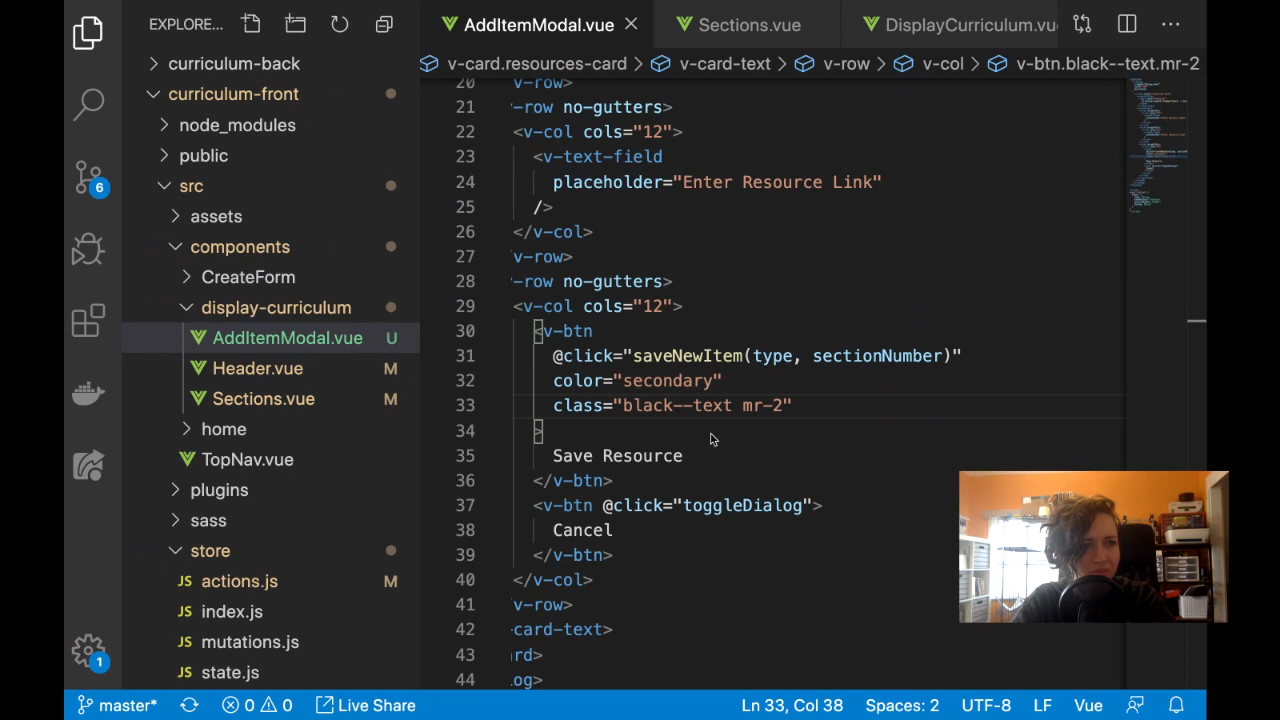 EXPLORE...
AddItemModal.vue
Sections.vue
DisplayCurriculum.vue
v-card.resources-card
v-card-text
v-row
v-col
v-btn.black--text.mr-2
curriculum-back
curriculum-front
node_modules
public
src
assets
components
CreateForm
display-curriculum
AddItemModal.vue U
Header.vue M
Sections.vue M
home
TopNav.vue
plugins
sass
store
JS actions.js M
JS index.js
JS mutations.js
JS state.js
6
1
20 v-row>
21 -row no-gutters>
22 <v-col cols="12">
23 <v-text-field
24 placeholder="Enter Resource Link"
25 />
26 </v-col>
27 v-row>
28 -row no-gutters>
29 <v-col cols="12">
30 <v-btn
31 @click="saveNewItem(type, sectionNumber)"
32 color="secondary"
33 class="black--text mr-2"
34 >
35 Save Resource
36 </v-btn>
37 <v-btn @click="toggleDialog">
38 Cancel
39 </v-btn>
40 </v-col>
41 v-row>
42 card-text>
43 rd>
44 log>
master* 0 0 Live Share Ln 33, Col 38 Spaces: 2 UTF-8 LF Vue